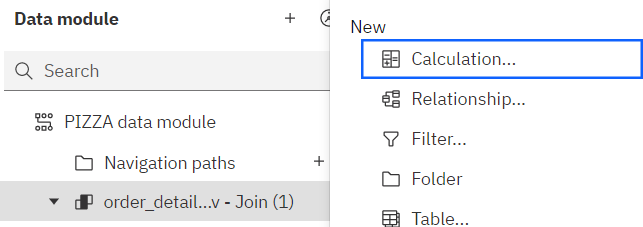 Data module
Search
PIZZA data module
Navigation paths
order_detail...v - Join (1)
New
Calculation...
Relationship...
Filter...
Folder
Table...